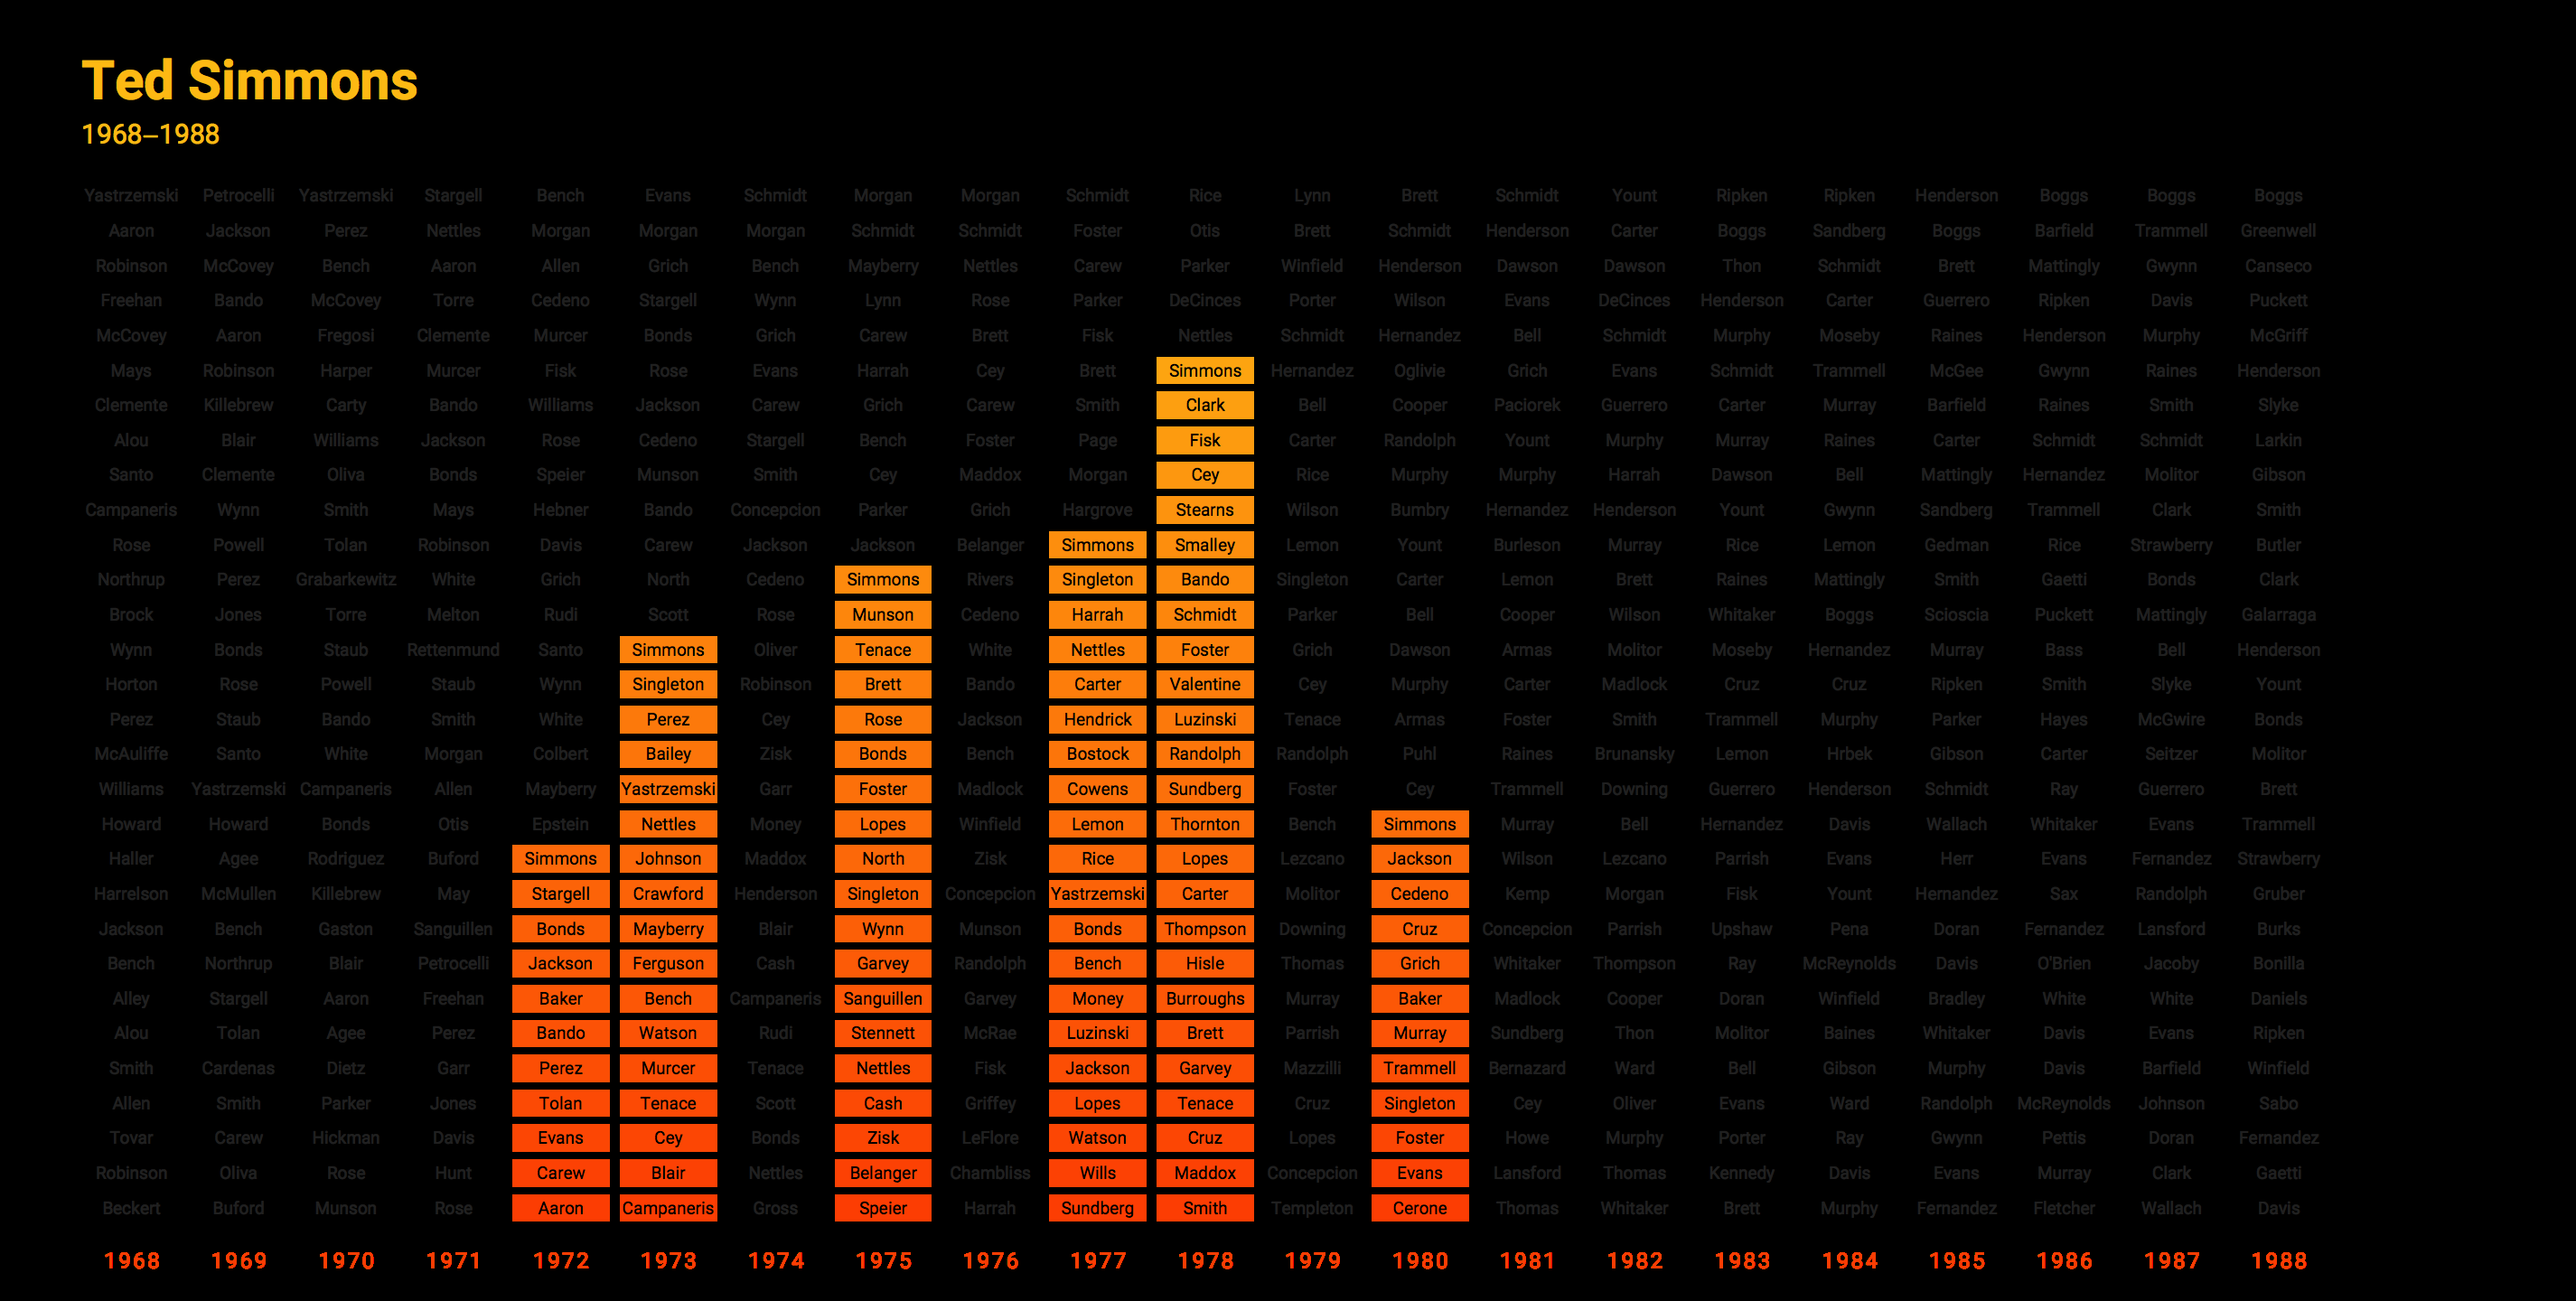 Ted Simmons
1968–1988
Yastrzemski Petrocelli Yastrzemski Stargell Bench Evans Schmidt Morgan Morgan Schmidt Rice Lynn Brett Schmidt Yount Ripken Ripken Henderson Boggs Boggs Boggs
Aaron Jackson Perez Nettles Morgan Morgan Morgan Schmidt Schmidt Foster Otis Brett Schmidt Henderson Carter Boggs Sandberg Boggs Barfield Trammell Greenwell
Robinson McCovey Bench Aaron Allen Grich Bench Mayberry Nettles Carew Parker Winfield Henderson Dawson Dawson Thon Schmidt Brett Mattingly Gwynn Canseco
Freehan Bando McCovey Torre Cedeno Stargell Wynn Lynn Rose Parker DeCinces Porter Wilson Evans DeCinces Henderson Carter Guerrero Ripken Davis Puckett
McCovey Aaron Fregosi Clemente Murcer Bonds Grich Carew Brett Fisk Nettles Schmidt Hernandez Bell Schmidt Murphy Moseby Raines Henderson Murphy McGriff
Mays Robinson Harper Murcer Fisk Rose Evans Harrah Cey Brett Simmons Hernandez Oglivie Grich Evans Schmidt Trammell McGee Gwynn Raines Henderson
Clemente Killebrew Carty Bando Williams Jackson Carew Grich Carew Smith Clark Bell Cooper Paciorek Guerrero Carter Murray Barfield Raines Smith Slyke
Alou Blair Williams Jackson Rose Cedeno Stargell Bench Foster Page Fisk Carter Randolph Yount Murphy Murray Raines Carter Schmidt Schmidt Larkin
Santo Clemente Oliva Bonds Speier Munson Smith Cey Maddox Morgan Cey Rice Murphy Murphy Harrah Dawson Bell Mattingly Hernandez Molitor Gibson
Campaneris Wynn Smith Mays Hebner Bando Concepcion Parker Grich Hargrove Stearns Wilson Bumbry Hernandez Henderson Yount Gwynn Sandberg Trammell Clark Smith
Rose Powell Tolan Robinson Davis Carew Jackson Jackson Belanger Simmons Smalley Lemon Yount Burleson Murray Rice Lemon Gedman Rice Strawberry Butler
Northrup Perez Grabarkewitz White Grich North Cedeno Simmons Rivers Singleton Bando Singleton Carter Lemon Brett Raines Mattingly Smith Gaetti Bonds Clark
Brock Jones Torre Melton Rudi Scott Rose Munson Cedeno Harrah Schmidt Parker Bell Cooper Wilson Whitaker Boggs Scioscia Puckett Mattingly Galarraga
Wynn Bonds Staub Rettenmund Santo Simmons Oliver Tenace White Nettles Foster Grich Dawson Armas Molitor Moseby Hernandez Murray Bass Bell Henderson
Horton Rose Powell Staub Wynn Singleton Robinson Brett Bando Carter Valentine Cey Murphy Carter Madlock Cruz Cruz Ripken Smith Slyke Yount
Perez Staub Bando Smith White Perez Cey Rose Jackson Hendrick Luzinski Tenace Armas Foster Smith Trammell Murphy Parker Hayes McGwire Bonds
McAuliffe Santo White Morgan Colbert Bailey Zisk Bonds Bench Bostock Randolph Randolph Puhl Raines Brunansky Lemon Hrbek Gibson Carter Seitzer Molitor
Williams Yastrzemski Campaneris Allen Mayberry Yastrzemski Garr Foster Madlock Cowens Sundberg Foster Cey Trammell Downing Guerrero Henderson Schmidt Ray Guerrero Brett
Howard Howard Bonds Otis Epstein Nettles Money Lopes Winfield Lemon Thornton Bench Simmons Murray Bell Hernandez Davis Wallach Whitaker Evans Trammell
Haller Agee Rodriguez Buford Simmons Johnson Maddox North Zisk Rice Lopes Lezcano Jackson Wilson Lezcano Parrish Evans Herr Evans Fernandez Strawberry
Harrelson McMullen Killebrew May Stargell Crawford Henderson Singleton Concepcion Yastrzemski Carter Molitor Cedeno Kemp Morgan Fisk Yount Hernandez Sax Randolph Gruber
Jackson Bench Gaston Sanguillen Bonds Mayberry Blair Wynn Munson Bonds Thompson Downing Cruz Concepcion Parrish Upshaw Pena Doran Fernandez Lansford Burks
Bench Northrup Blair Petrocelli Jackson Ferguson Cash Garvey Randolph Bench Hisle Thomas Grich Whitaker Thompson Ray McReynolds Davis O'Brien Jacoby Bonilla
Alley Stargell Aaron Freehan Baker Bench Campaneris Sanguillen Garvey Money Burroughs Murray Baker Madlock Cooper Doran Winfield Bradley White White Daniels
Alou Tolan Agee Perez Bando Watson Rudi Stennett McRae Luzinski Brett Parrish Murray Sundberg Thon Molitor Baines Whitaker Davis Evans Ripken
Smith Cardenas Dietz Garr Perez Murcer Tenace Nettles Fisk Jackson Garvey Mazzilli Trammell Bernazard Ward Bell Gibson Murphy Davis Barfield Winfield
Allen Smith Parker Jones Tolan Tenace Scott Cash Griffey Lopes Tenace Cruz Singleton Cey Oliver Evans Ward Randolph McReynolds Johnson Sabo
Tovar Carew Hickman Davis Evans Cey Bonds Zisk LeFlore Watson Cruz Lopes Foster Howe Murphy Porter Ray Gwynn Pettis Doran Fernandez
Robinson Oliva Rose Hunt Carew Blair Nettles Belanger Chambliss Wills Maddox Concepcion Evans Lansford Thomas Kennedy Davis Evans Murray Clark Gaetti
Beckert Buford Munson Rose Aaron Campaneris Gross Speier Harrah Sundberg Smith Templeton Cerone Thomas Whitaker Brett Murphy Fernandez Fletcher Wallach Davis
1968 1969 1970 1971 1972 1973 1974 1975 1976 1977 1978 1979 1980 1981 1982 1983 1984 1985 1986 1987 1988